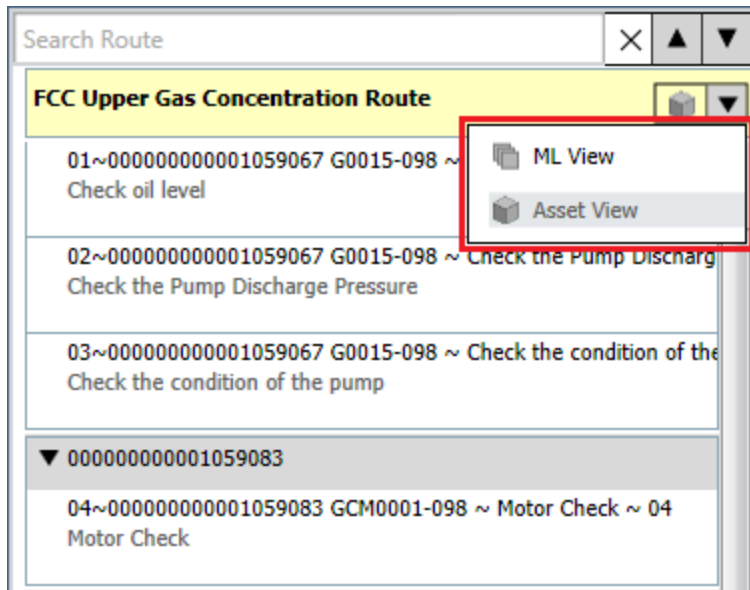 Search Route
FCC Upper Gas Concentration Route
ML View
Asset View
01~000000000001059067 G0015-098 ~
Check oil level
02~000000000001059067 G0015-098 ~ Check the Pump Discharg
Check the Pump Discharge Pressure
03~000000000001059067 G0015-098 ~ Check the condition of the
Check the condition of the pump
000000000001059083
04~000000000001059083 GCM0001-098 ~ Motor Check ~ 04
Motor Check